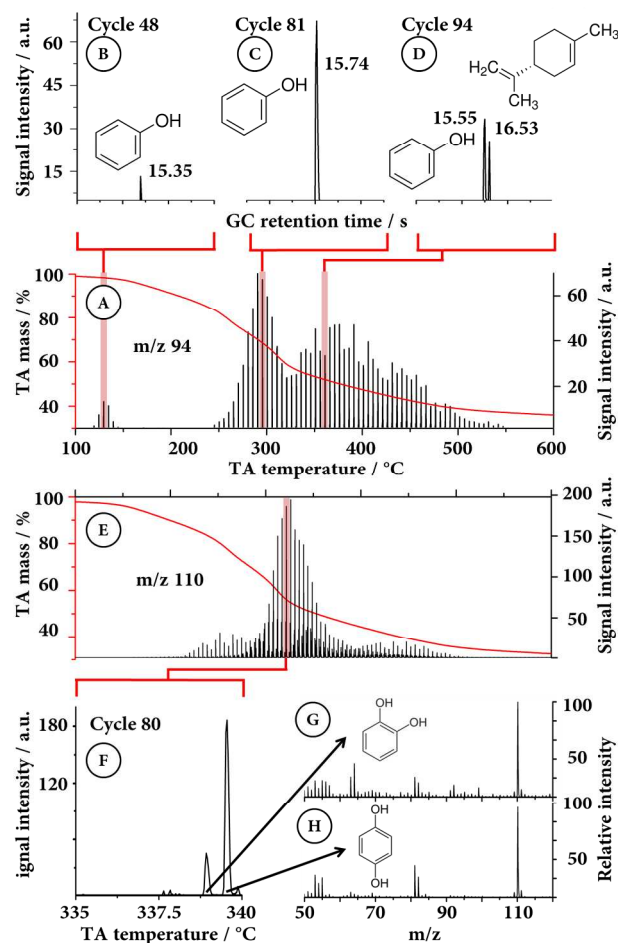 Cycle 48
Cycle 81
Cycle 94
B
C
D
Signal intensity / a.u.
60
45
30
15
OH
15.35
OH
15.74
OH
15.55
16.53
H₂C
CH₃
CH₃
GC retention time / s
TA mass / %
100
80
60
40
A
m/z 94
60
40
20
Signal intensity / a.u.
100
200
300
400
500
600
TA temperature / °C
TA mass / %
100
80
60
40
E
m/z 110
200
150
100
50
Signal intensity / a.u.
ignal intensity / a.u.
180
120
Cycle 80
F
335
337.5
340
TA temperature / °C
G
OH
OH
100
50
H
OH
OH
100
50
Relative intensity
50
70
90
110
m/z